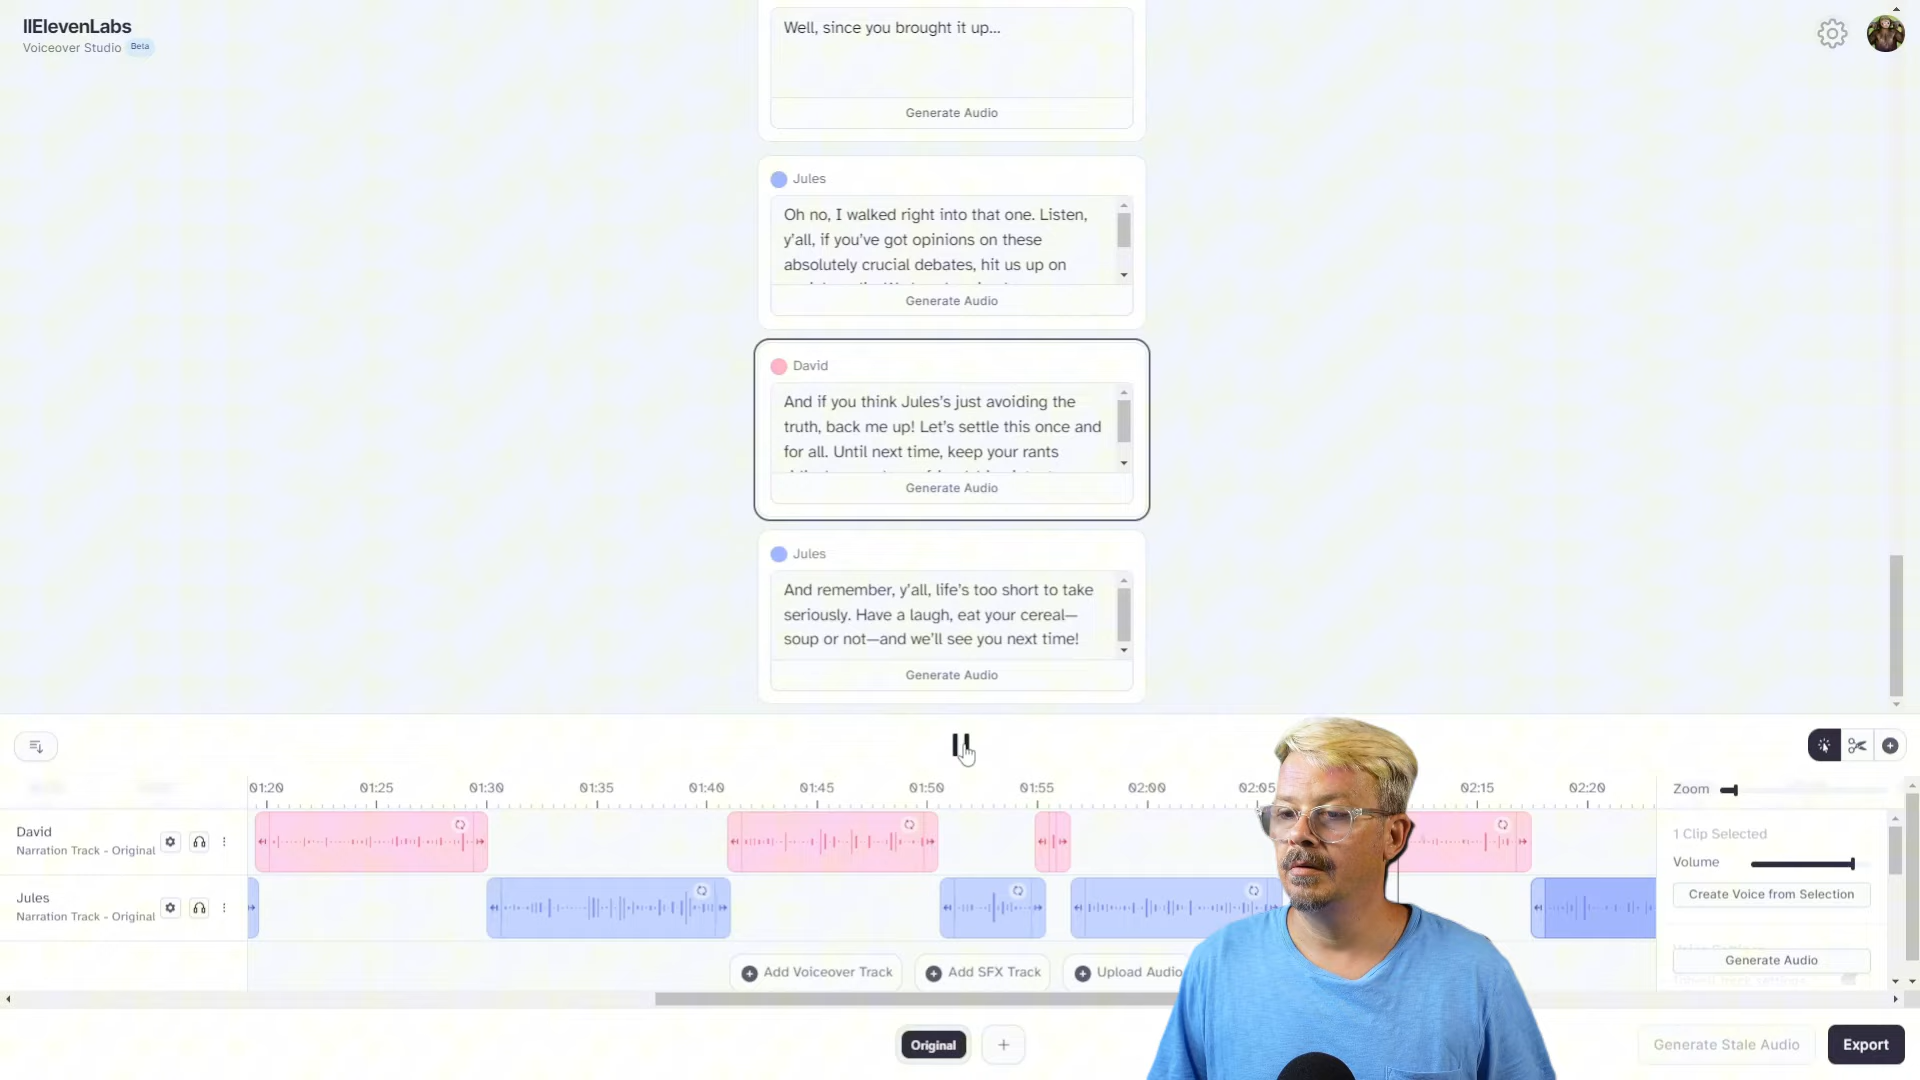 IIElevenLabs
Voiceover Studio Beta
Well, since you brought it up...
Generate Audio
Jules
Oh no, I walked right into that one. Listen,
y'all, if you've got opinions on these
absolutely crucial debates, hit us up on
Generate Audio
David
And if you think Jules's just avoiding the
truth, back me up! Let's settle this once and
for all. Until next time, keep your rants
Generate Audio
Jules
And remember, y'all, life's too short to take
seriously. Have a laugh, eat your cereal—
soup or not—and we'll see you next time!
Generate Audio
01:20 01:25 01:30 01:35 01:40 01:45 01:50 01:55 02:00 02:05 02:15 02:20
Zoom
David
Narration Track - Original
1 Clip Selected
Volume
Create Voice from Selection
Jules
Narration Track - Original
Generate Audio
Add Voiceover Track
Add SFX Track
Upload Audio
Original
Generate Stale Audio
Export